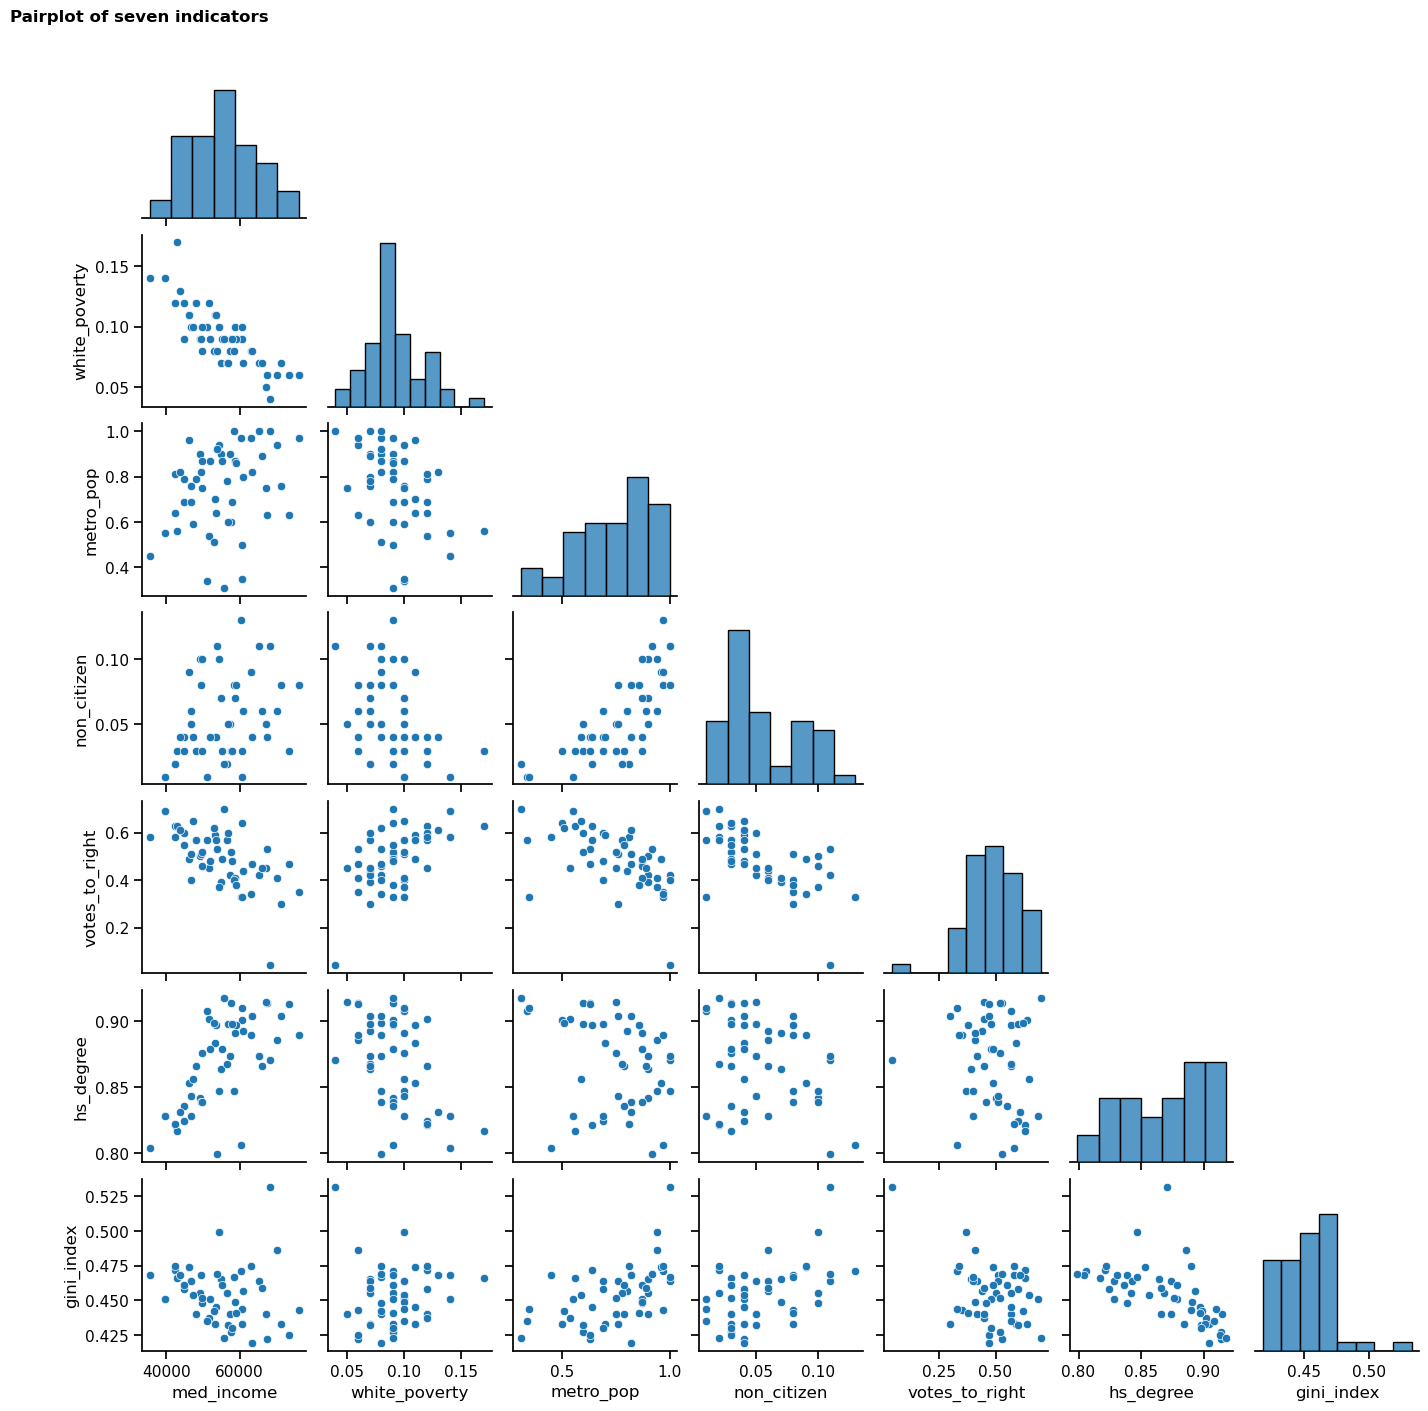 Pairplot of seven indicators
white_poverty
0.15
0.10
0.05
metro_pop
1.0
0.8
0.6
0.4
non_citizen
0.10
0.05
votes_to_right
0.6
0.4
0.2
hs_degree
0.90
0.85
0.80
gini_index
0.525
0.500
0.475
0.450
0.425
40000 60000 0.05 0.10 0.15 0.5 1.0 0.05 0.10 0.25 0.50 0.80 0.85 0.90 0.45 0.50
med_income white_poverty metro_pop non_citizen votes_to_right hs_degree gini_index